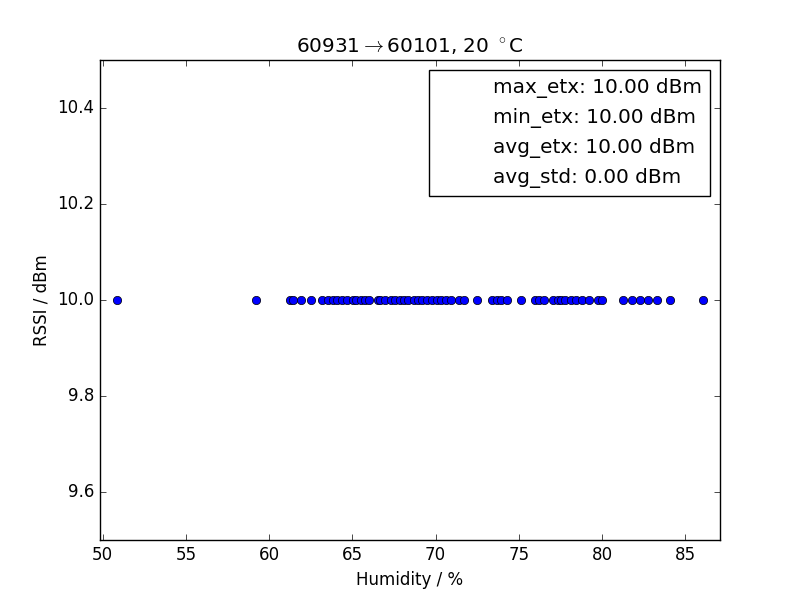 60931→60101, 20 °C
max_etx: 10.00 dBm
min_etx: 10.00 dBm
avg_etx: 10.00 dBm
avg_std: 0.00 dBm
10.4
10.2
10.0
9.8
9.6
RSSI / dBm
50 55 60 65 70 75 80 85
Humidity / %